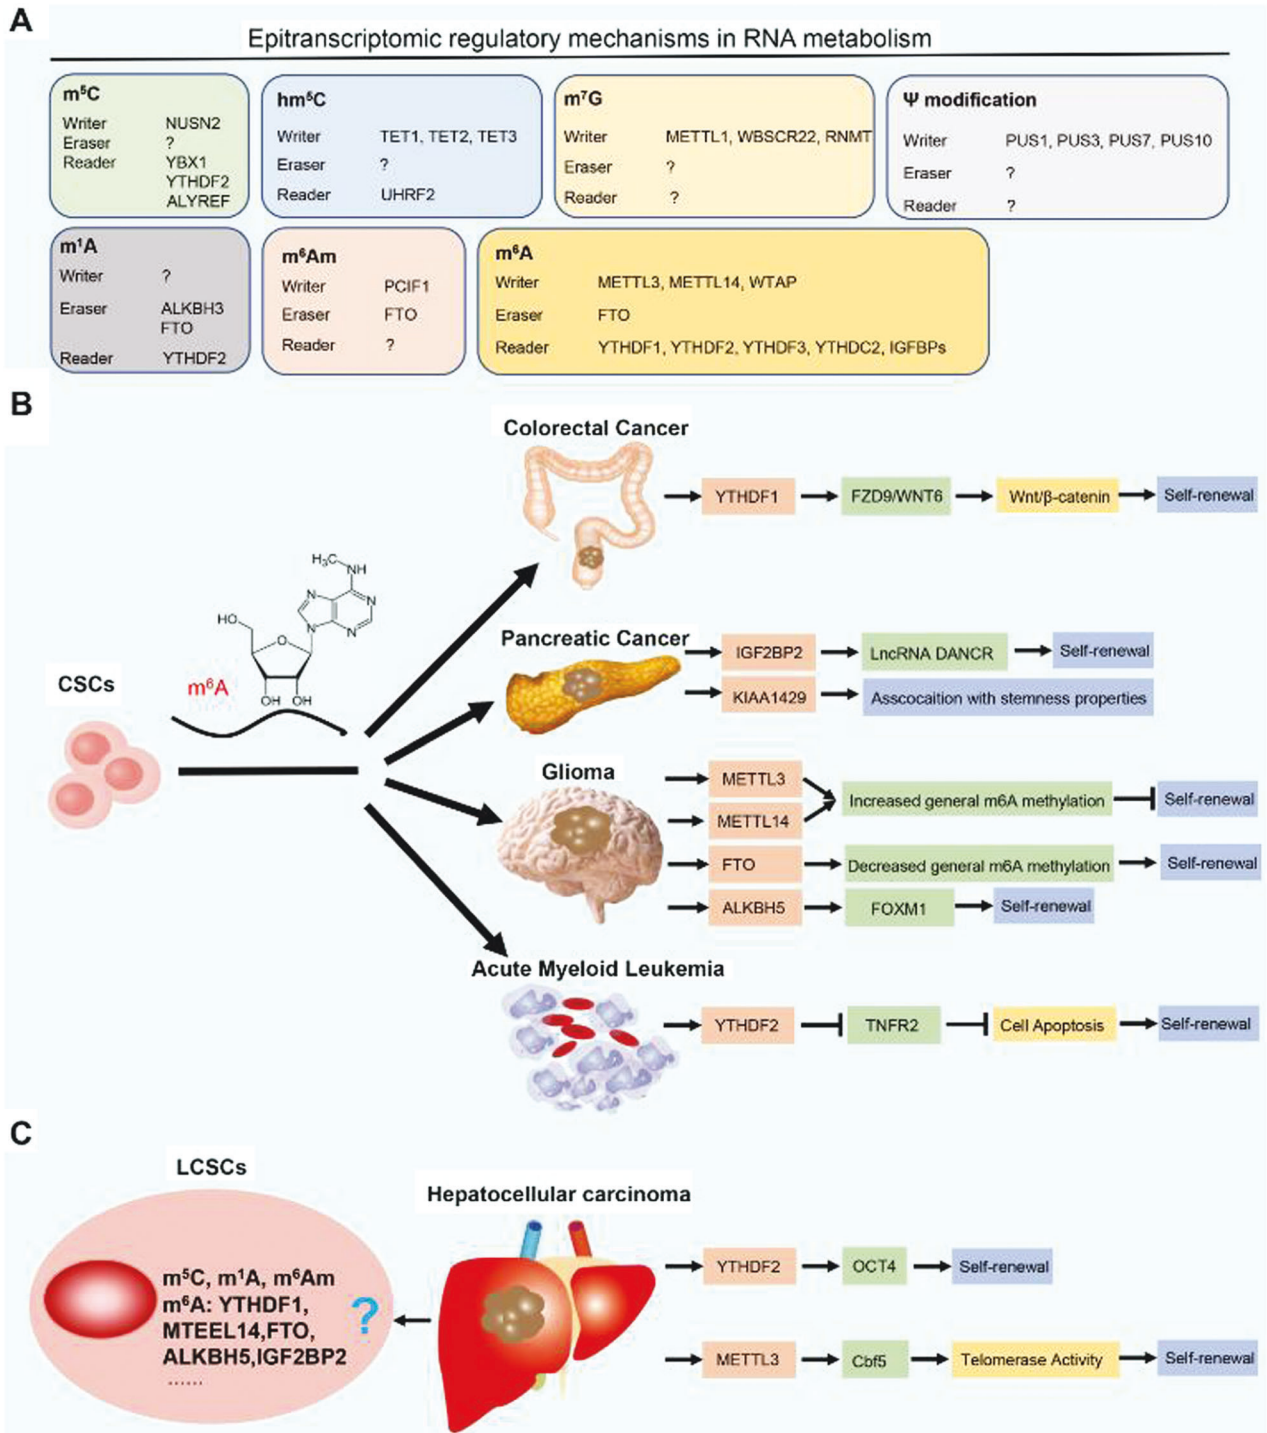 A
Epitranscriptomic regulatory mechanisms in RNA metabolism
m⁵C
Writer NUSN2
Eraser ?
Reader YBX1
YTHDF2
ALYREF
hm⁵C
Writer TET1, TET2, TET3
Eraser ?
Reader UHRF2
m⁷G
Writer METTL1, WBSCR22, RNMT
Eraser ?
Reader ?
Ψ modification
Writer PUS1, PUS3, PUS7, PUS10
Eraser ?
Reader ?
m¹A
Writer ?
Eraser ALKBH3
FTO
Reader YTHDF2
m⁶Am
Writer PCIF1
Eraser FTO
Reader ?
m⁶A
Writer METTL3, METTL14, WTAP
Eraser FTO
Reader YTHDF1, YTHDF2, YTHDF3, YTHDC2, IGFBPs
B
CSCs
m⁶A
H₃C
NH
N
N
N
N
HO
O
OH
OH
Colorectal Cancer
YTHDF1
FZD9/WNT6
Wnt/β-catenin
Self-renewal
Pancreatic Cancer
IGF2BP2
LncRNA DANCR
Self-renewal
KIAA1429
Asscocaition with stemness properties
Glioma
METTL3
METTL14
Increased general m6A methylation
Self-renewal
FTO
Decreased general m6A methylation
Self-renewal
ALKBH5
FOXM1
Self-renewal
Acute Myeloid Leukemia
YTHDF2
TNFR2
Cell Apoptosis
Self-renewal
C
LCSCs
m⁵C, m¹A, m⁶Am
m⁶A: YTHDF1,
MTEEL14,FTO,
ALKBH5,IGF2BP2
......
?
Hepatocellular carcinoma
YTHDF2
OCT4
Self-renewal
METTL3
Cbf5
Telomerase Activity
Self-renewal